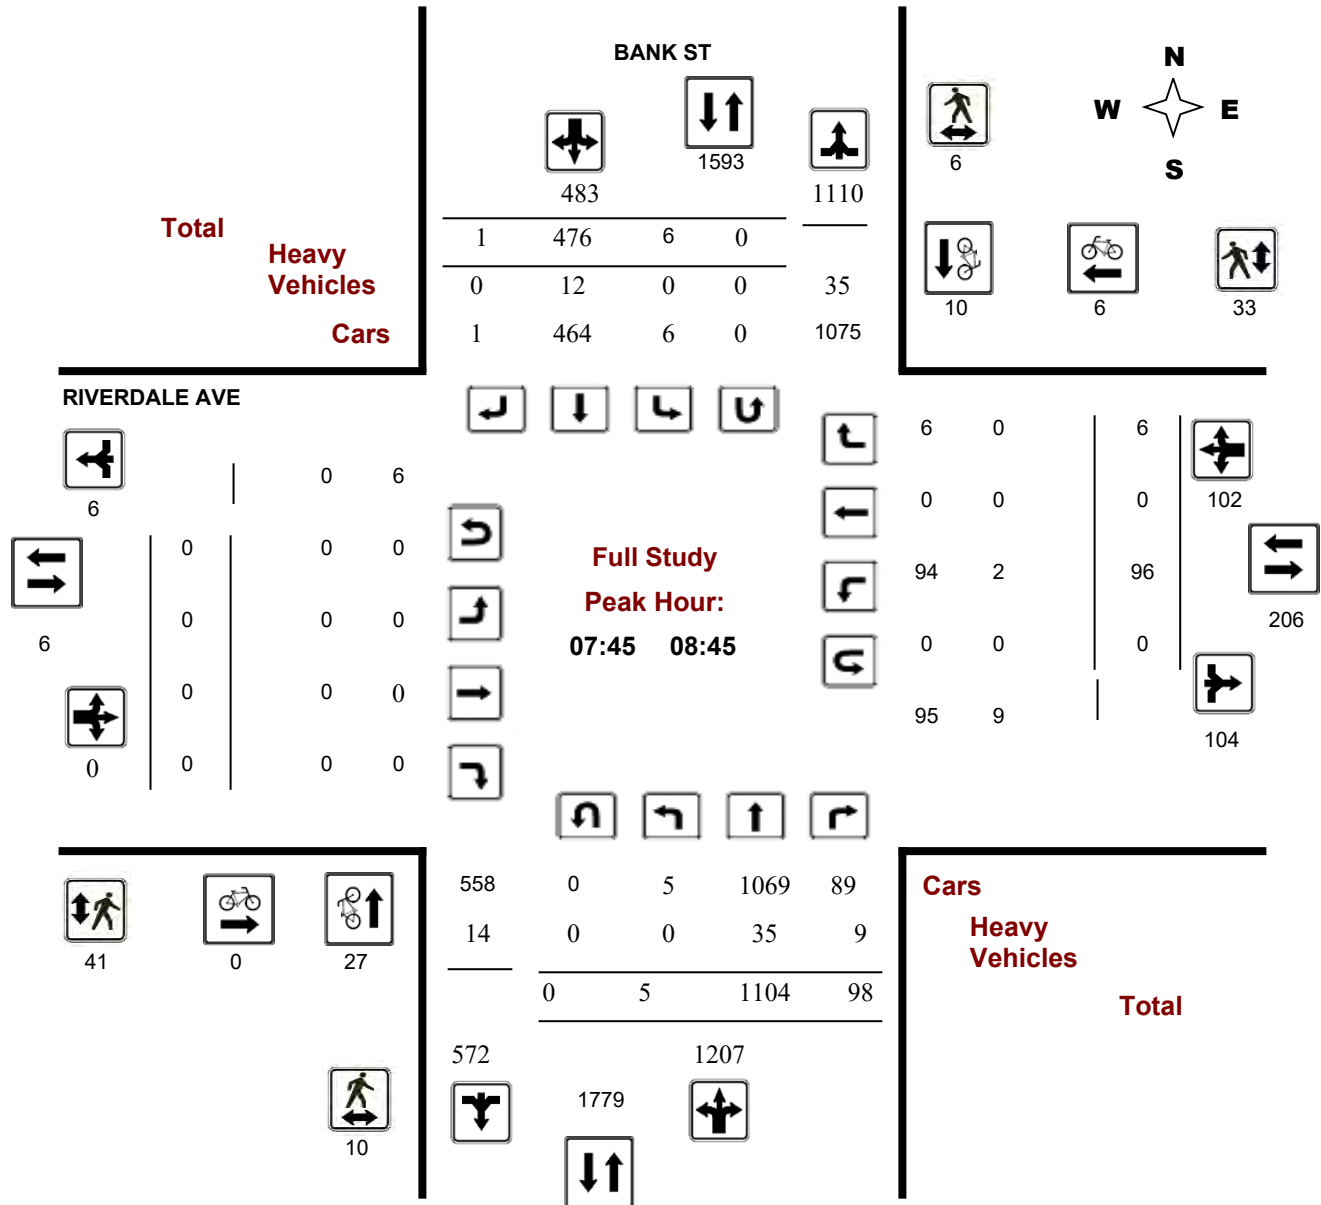 BANK ST
N
W E
S
1593
6
483 1110
Total
1 476 6 0
Heavy
Vehicles
0 12 0 0 35
10 6 33
Cars
1 464 6 0 1075
RIVERDALE AVE
6 0 6
0 6
102
6
0 0 0
0 0 0
Full Study
94 2 96
Peak Hour:
0 0 0
206
6
07:45 08:45
0 0 0
0 0 0
95 9
104
0
0 0 0
558 0 5 1069 89
Cars
14 0 0 35 9
Heavy
Vehicles
41 0 27
0 5 1104 98
Total
572 1207
1779
10